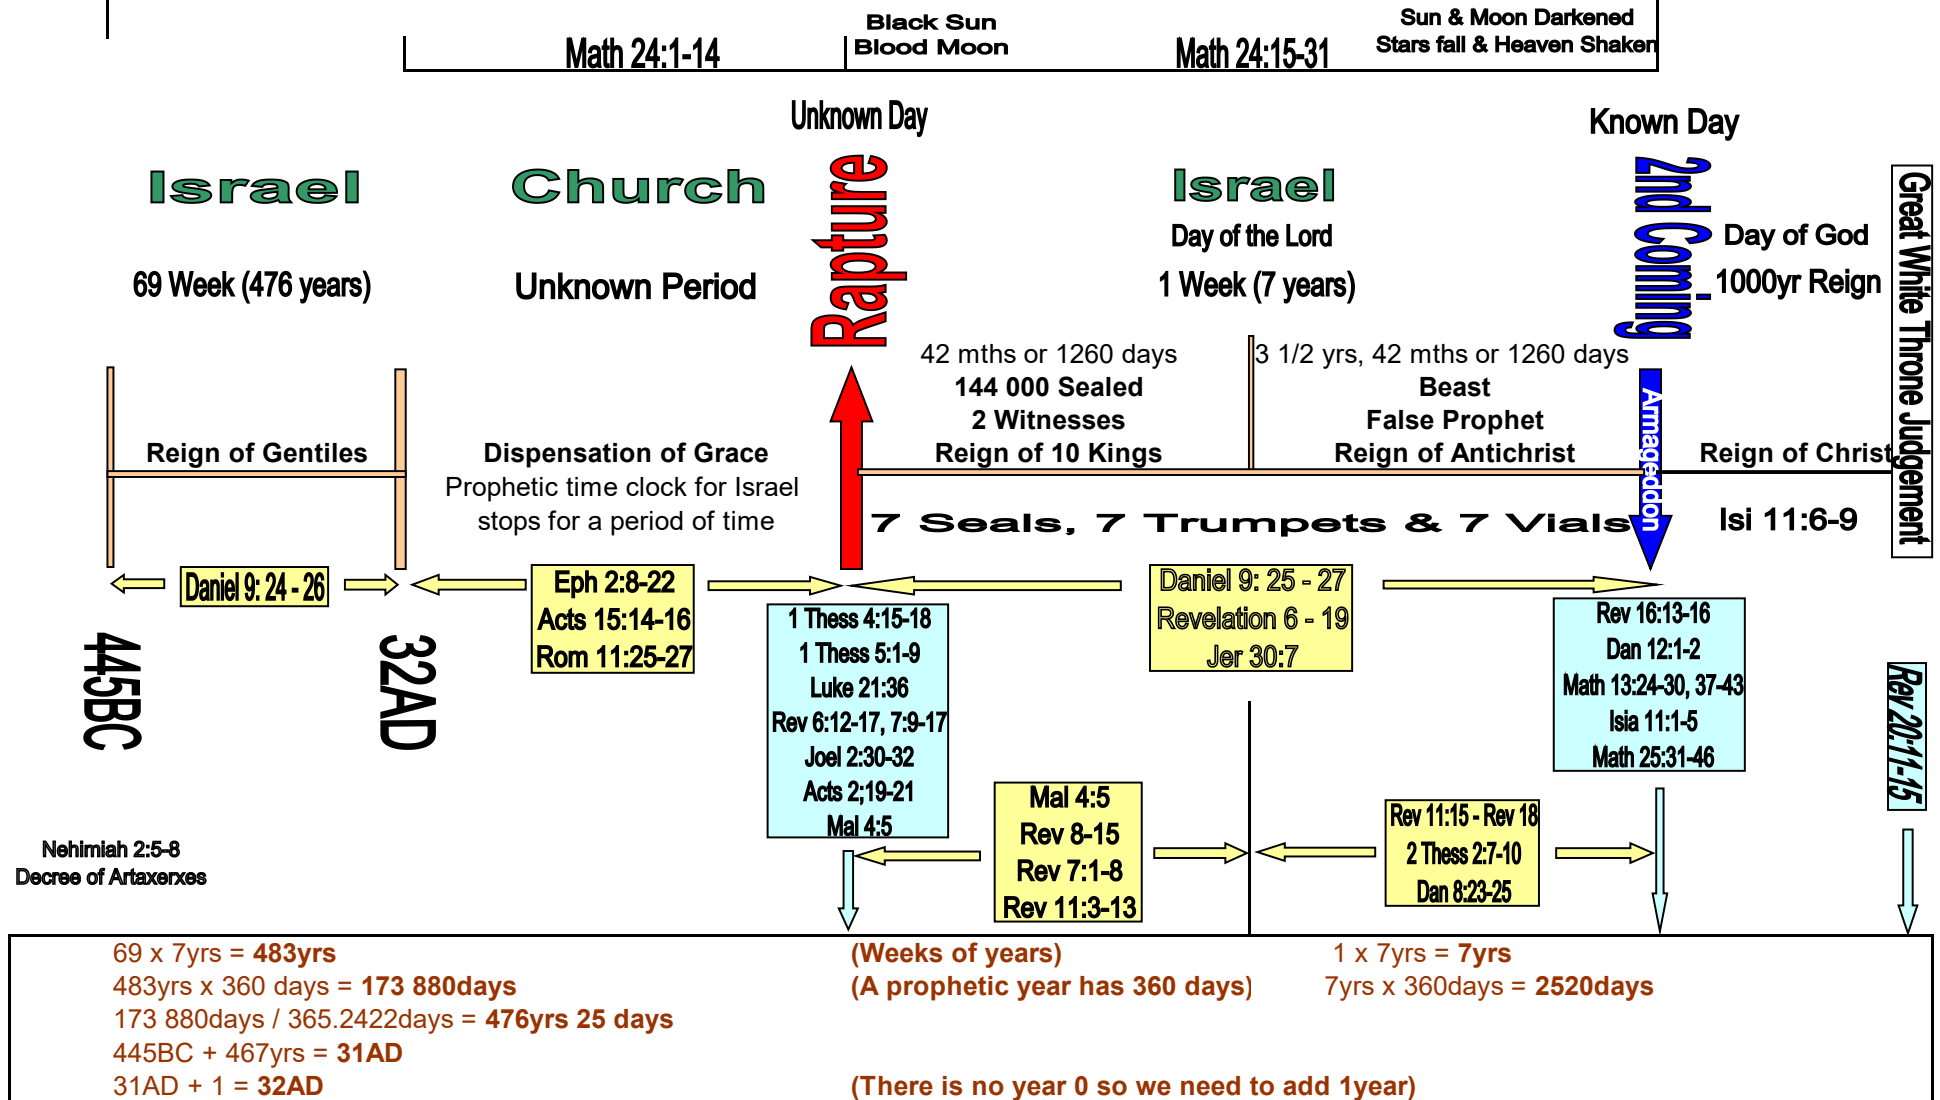 Black Sun
Blood Moon
Sun & Moon Darkened
Stars fall & Heaven Shaken
Math 24:1-14
Math 24:15-31
Unknown Day
Known Day
Israel
Church
Rapture
Israel
2nd Coming
Great White Throne Judgement
Day of the Lord
Day of God
69 Week (476 years)
Unknown Period
1 Week (7 years)
1000yr Reign
42 mths or 1260 days
144 000 Sealed
2 Witnesses
Reign of 10 Kings
3 1/2 yrs, 42 mths or 1260 days
Beast
False Prophet
Reign of Antichrist
Armageddon
Reign of Gentiles
Dispensation of Grace
Prophetic time clock for Israel
stops for a period of time
Reign of Christ
7 Seals, 7 Trumpets & 7 Vials
Isi 11:6-9
Daniel 9: 24 - 26
Eph 2:8-22
Acts 15:14-16
Rom 11:25-27
Daniel 9: 25 - 27
Revelation 6 - 19
Jer 30:7
445BC
32AD
1 Thess 4:15-18
1 Thess 5:1-9
Luke 21:36
Rev 6:12-17, 7:9-17
Joel 2:30-32
Acts 2;19-21
Mal 4:5
Rev 16:13-16
Dan 12:1-2
Math 13:24-30, 37-43
Isia 11:1-5
Math 25:31-46
Rev 20:11-15
Mal 4:5
Rev 8-15
Rev 7:1-8
Rev 11:3-13
Rev 11:15 - Rev 18
2 Thess 2:7-10
Dan 8:23-25
Nehimiah 2:5-8
Decree of Artaxerxes
69 x 7yrs = 483yrs (Weeks of years) 1 x 7yrs = 7yrs
483yrs x 360 days = 173 880days (A prophetic year has 360 days) 7yrs x 360days = 2520days
173 880days / 365.2422days = 476yrs 25 days
445BC + 467yrs = 31AD
31AD + 1 = 32AD (There is no year 0 so we need to add 1year)